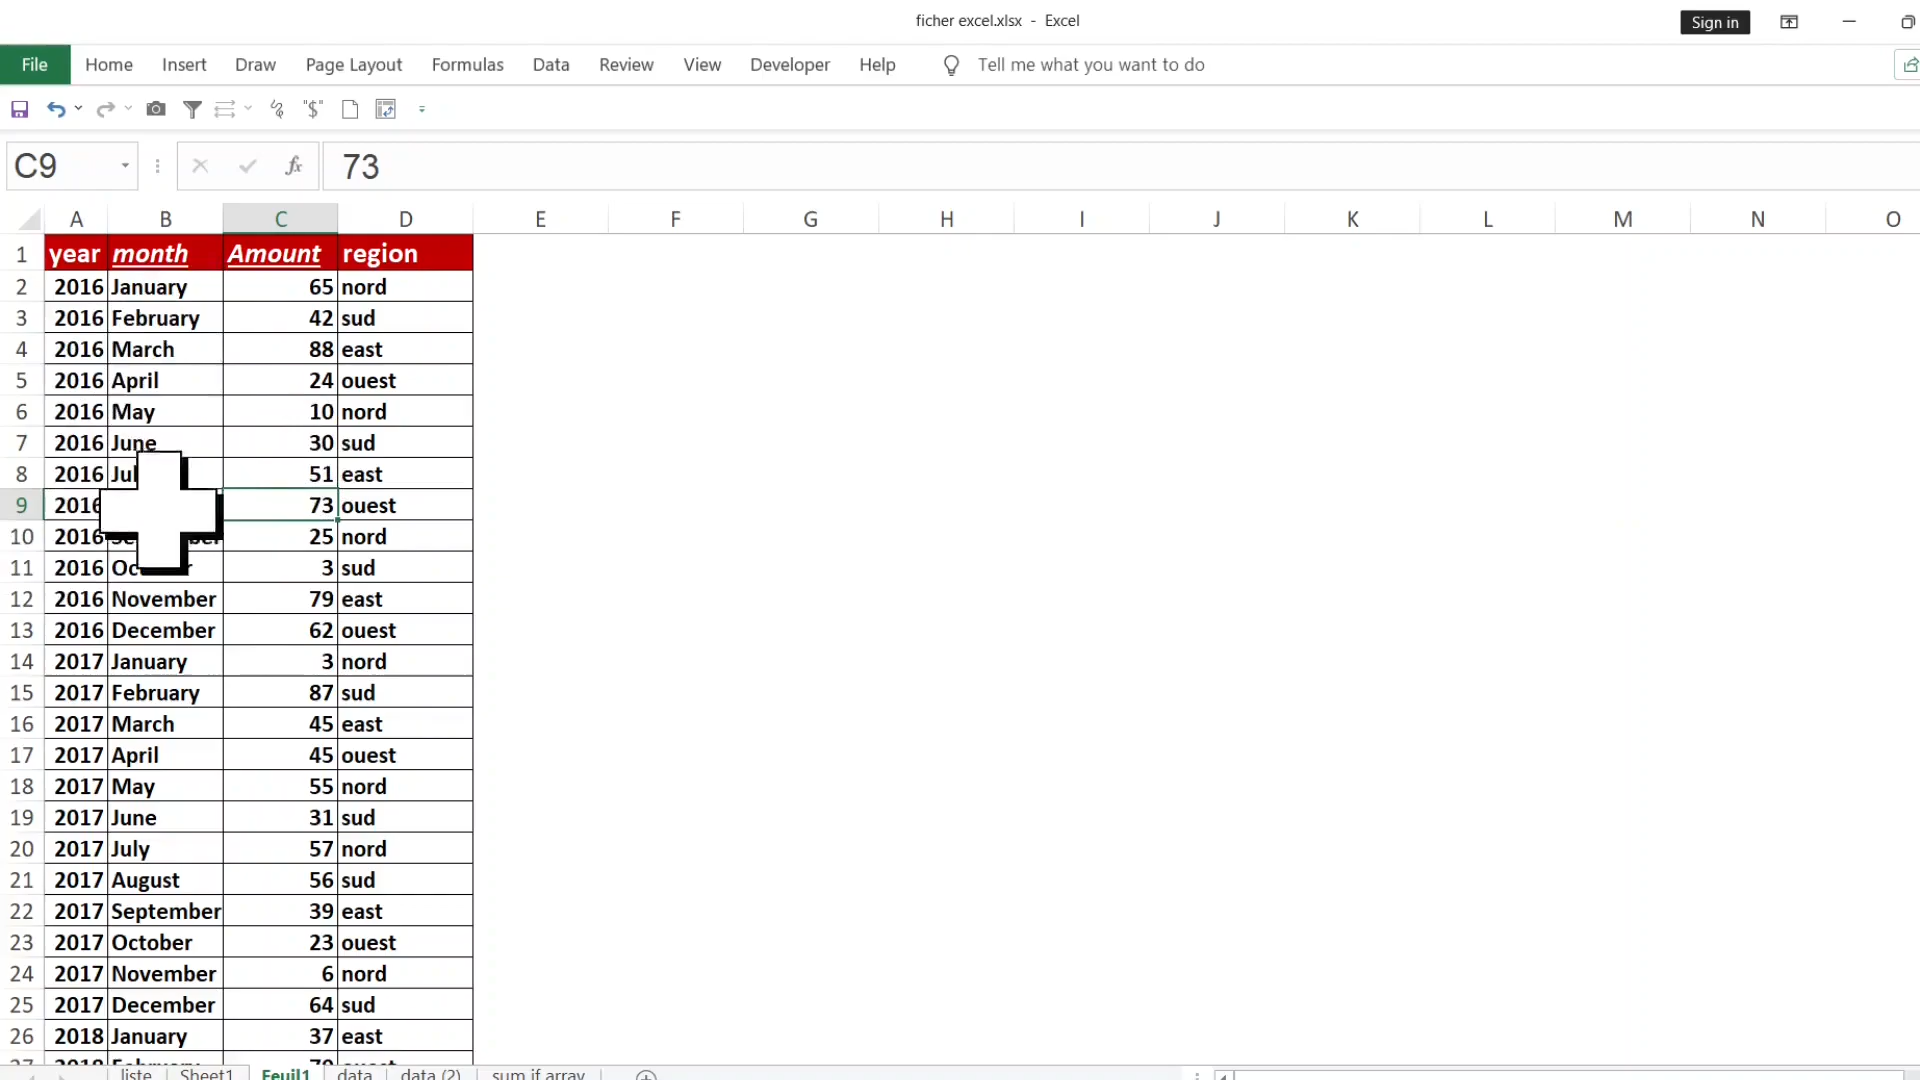 ficher excel.xlsx - Excel
Sign in
File Home Insert Draw Page Layout Formulas Data Review View Developer Help Tell me what you want to do
"$"
C9 fx 73
A B C D E F G H I J K L M N O
1 year month Amount region
2 2016 January 65 nord
3 2016 February 42 sud
4 2016 March 88 east
5 2016 April 24 ouest
6 2016 May 10 nord
7 2016 June 30 sud
8 2016 Jul 51 east
9 2016 73 ouest
10 2016 25 nord
11 2016 3 sud
12 2016 November 79 east
13 2016 December 62 ouest
14 2017 January 3 nord
15 2017 February 87 sud
16 2017 March 45 east
17 2017 April 45 ouest
18 2017 May 55 nord
19 2017 June 31 sud
20 2017 July 57 nord
21 2017 August 56 sud
22 2017 September 39 east
23 2017 October 23 ouest
24 2017 November 6 nord
25 2017 December 64 sud
26 2018 January 37 east
liste Sheet1 Feuil1 data data (2) sum if array